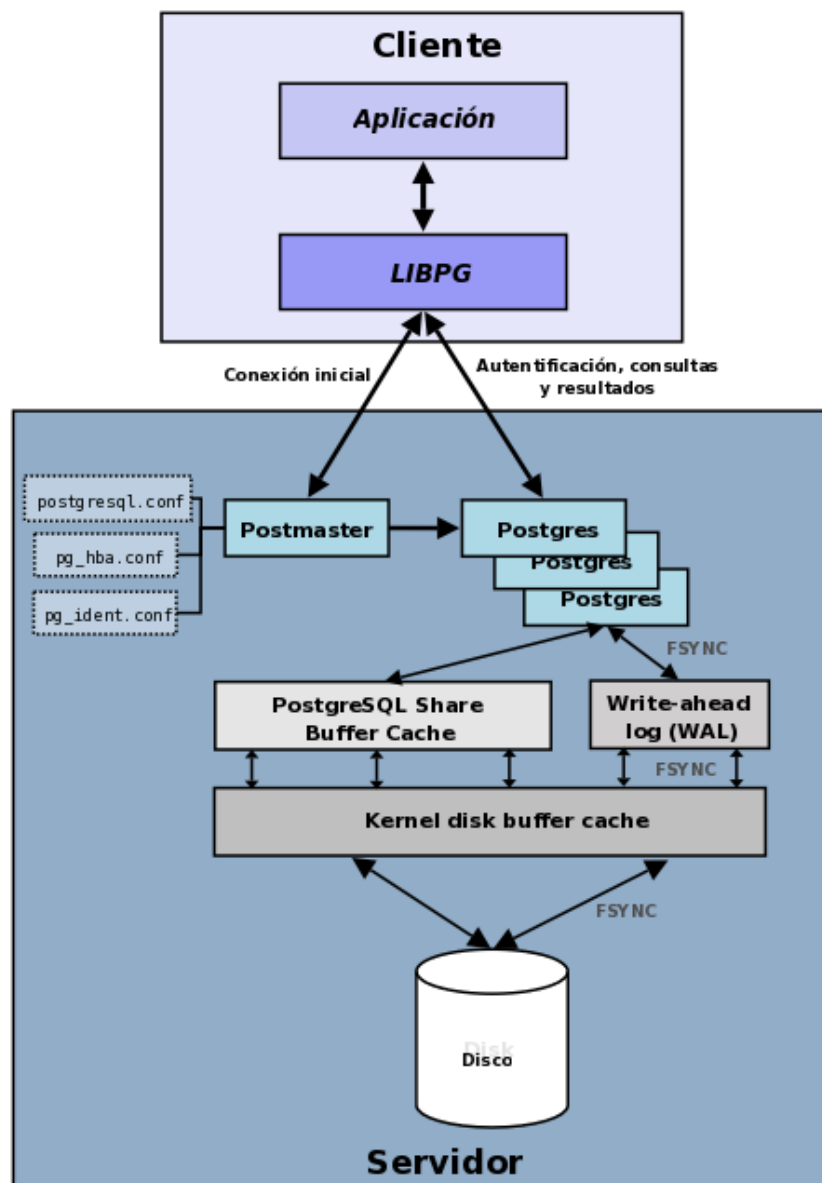 Cliente
Aplicación
LIBPG
Conexión inicial
Autentificación, consultas
y resultados
postgresql.conf
pg_hba.conf
pg_ident.conf
Postmaster
Postgres
Postgres
Postgres
FSYNC
PostgreSQL Share
Buffer Cache
Write-ahead
log (WAL)
FSYNC
Kernel disk buffer cache
FSYNC
Disk
Disco
Servidor